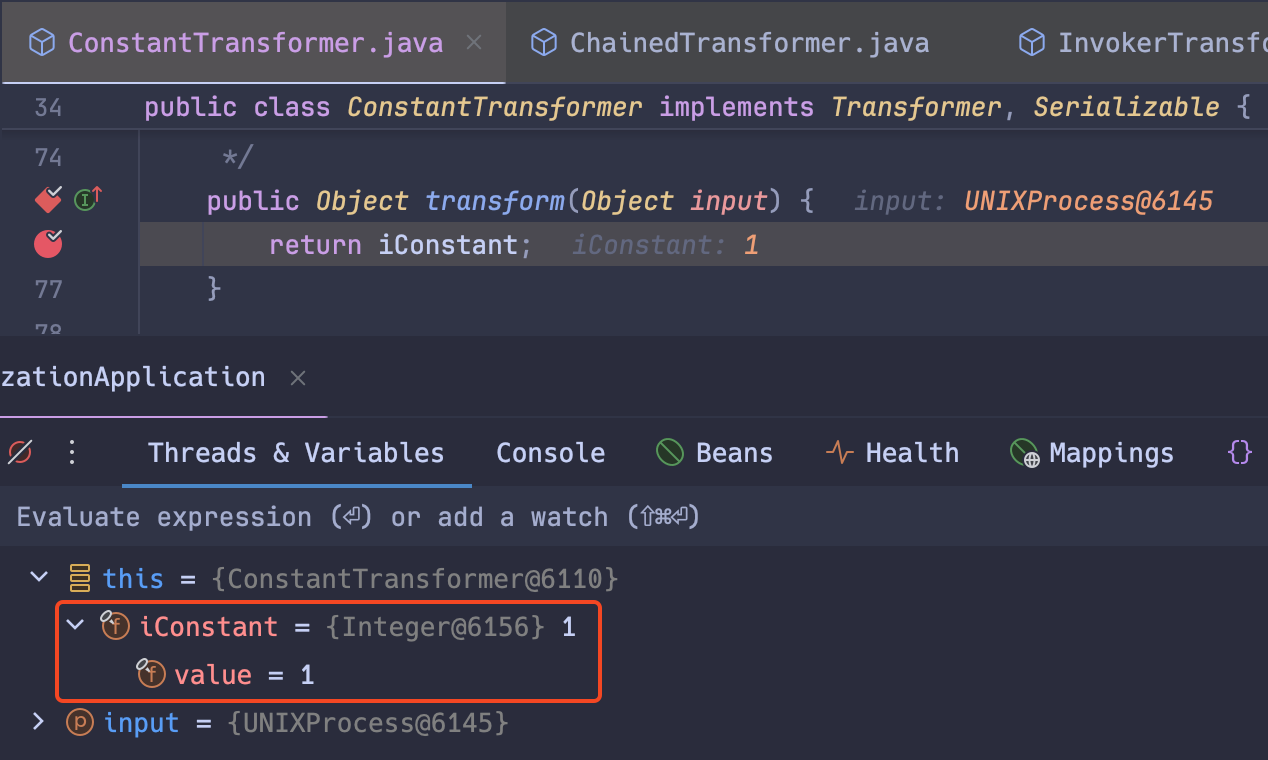 ConstantTransformer.java ChainedTransformer.java InvokerTransfo
34 public class ConstantTransformer implements Transformer, Serializable {
74 */
public Object transform(Object input) { input: UNIXProcess@6145
return iConstant; iConstant: 1
77 }
78
zationApplication
Threads & Variables Console Beans Health Mappings {}
Evaluate expression (⏎) or add a watch (⇧⌘⏎)
this = {ConstantTransformer@6110}
f iConstant = {Integer@6156} 1
f value = 1
p input = {UNIXProcess@6145}